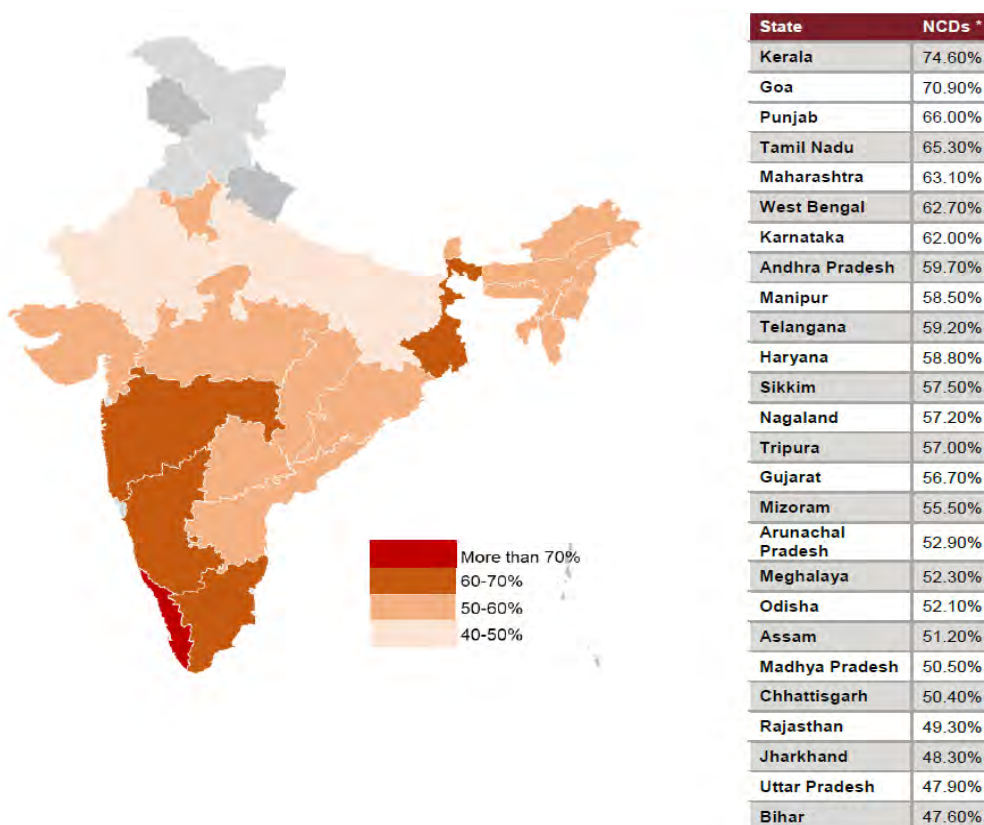 State NCDs *
Kerala 74.60%
Goa 70.90%
Punjab 66.00%
Tamil Nadu 65.30%
Maharashtra 63.10%
West Bengal 62.70%
Karnataka 62.00%
Andhra Pradesh 59.70%
Manipur 58.50%
Telangana 59.20%
Haryana 58.80%
Sikkim 57.50%
Nagaland 57.20%
Tripura 57.00%
Gujarat 56.70%
Mizoram 55.50%
Arunachal
Pradesh 52.90%
Meghalaya 52.30%
Odisha 52.10%
Assam 51.20%
Madhya Pradesh 50.50%
Chhattisgarh 50.40%
Rajasthan 49.30%
Jharkhand 48.30%
Uttar Pradesh 47.90%
Bihar 47.60%
More than 70%
60-70%
50-60%
40-50%